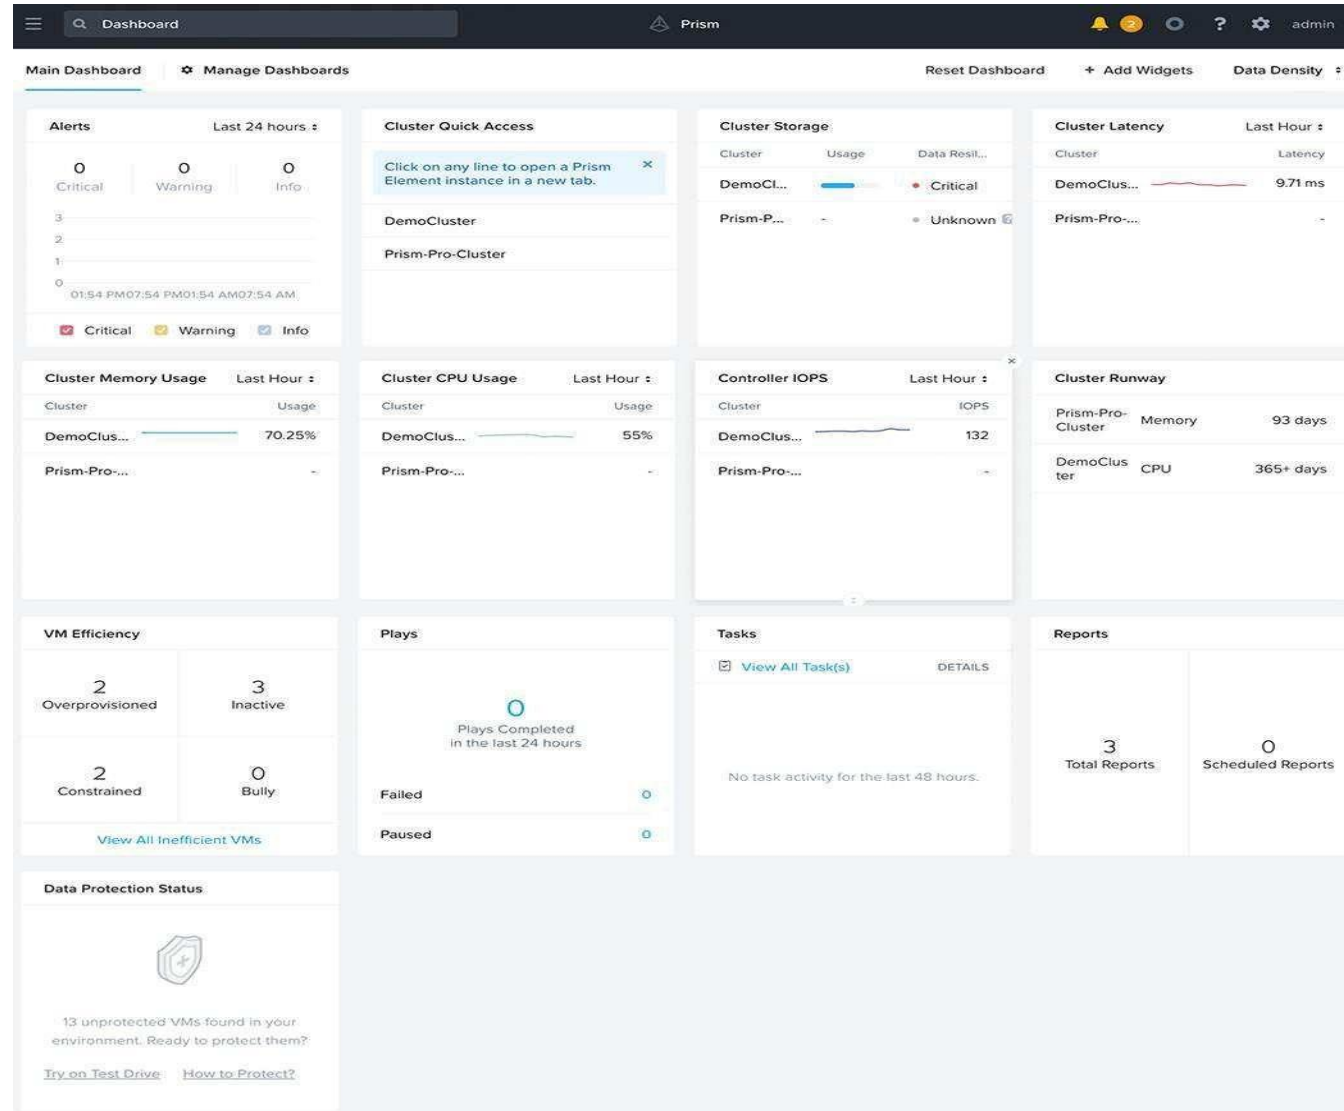 Dashboard
Prism
2
?
admin
Main Dashboard
Manage Dashboards
Reset Dashboard
+ Add Widgets
Data Density
Alerts
Last 24 hours
0
0
0
Critical
Warning
Info
3
2
1
0
01:54 PM07:54 PM01:54 AM07:54 AM
Critical
Warning
Info
Cluster Quick Access
Click on any line to open a Prism
Element instance in a new tab.
DemoCluster
Prism-Pro-Cluster
Cluster Storage
Cluster Usage Data Resil...
DemoCl... Critical
Prism-P... - Unknown
Cluster Latency
Last Hour
Cluster Latency
DemoClus... 9.71 ms
Prism-Pro-... -
Cluster Memory Usage
Last Hour
Cluster Usage
DemoClus... 70.25%
Prism-Pro-... -
Cluster CPU Usage
Last Hour
Cluster Usage
DemoClus... 55%
Prism-Pro-... -
Controller IOPS
Last Hour
Cluster IOPS
DemoClus... 132
Prism-Pro-... -
Cluster Runway
Prism-Pro-
Cluster
Memory
93 days
DemoClus
ter
CPU
365+ days
VM Efficiency
2
Overprovisioned
3
Inactive
2
Constrained
0
Bully
View All Inefficient VMs
Plays
0
Plays Completed
in the last 24 hours
Failed 0
Paused 0
Tasks
View All Task(s)
DETAILS
No task activity for the last 48 hours.
Reports
3
Total Reports
0
Scheduled Reports
Data Protection Status
13 unprotected VMs found in your
environment. Ready to protect them?
Try on Test Drive
How to Protect?